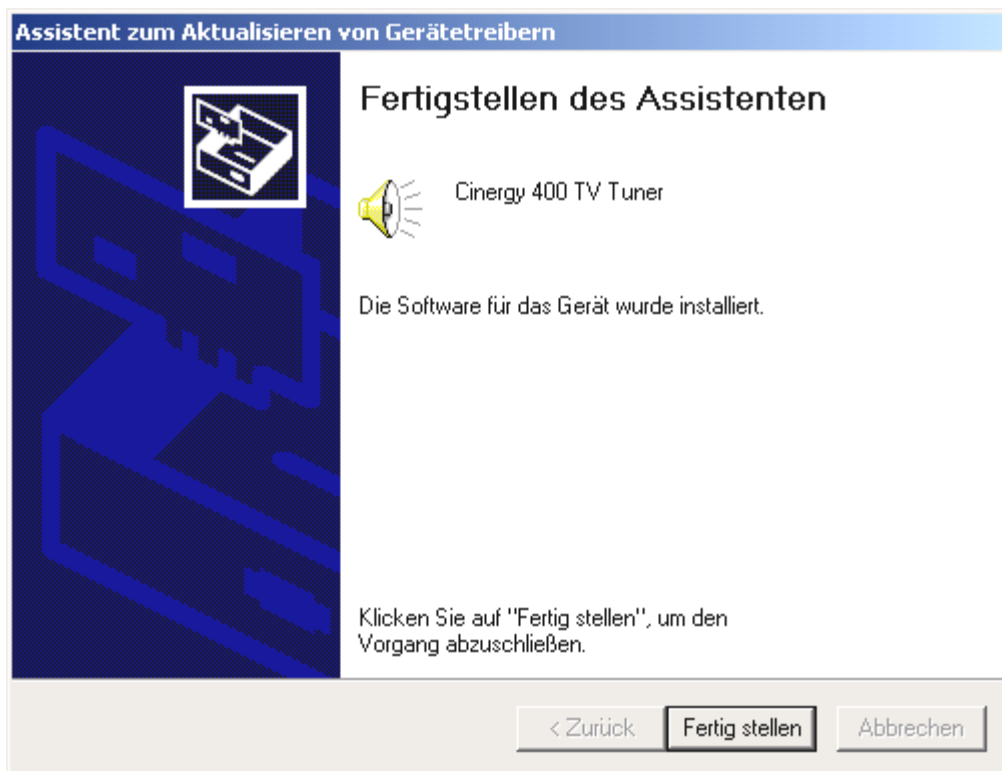 Assistent zum Aktualisieren von Gerätetreibern
Fertigstellen des Assistenten
Cinergy 400 TV Tuner
Die Software für das Gerät wurde installiert.
Klicken Sie auf "Fertig stellen", um den
Vorgang abzuschließen.
< Zurück Fertig stellen Abbrechen